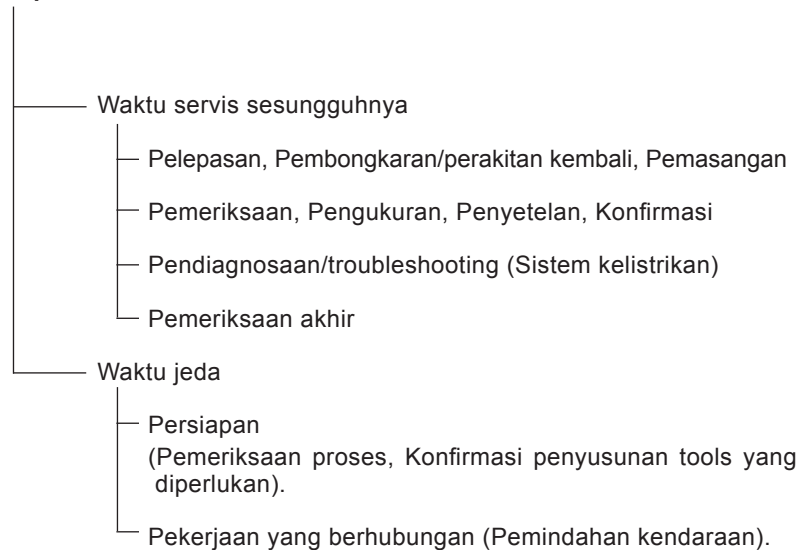 Waktu servis sesungguhnya
Pelepasan, Pembongkaran/perakitan kembali, Pemasangan
Pemeriksaan, Pengukuran, Penyetelan, Konfirmasi
Pendiagnosaan/troubleshooting (Sistem kelistrikan)
Pemeriksaan akhir
Waktu jeda
Persiapan
(Pemeriksaan proses, Konfirmasi penyusunan tools yang
diperlukan).
Pekerjaan yang berhubungan (Pemindahan kendaraan).